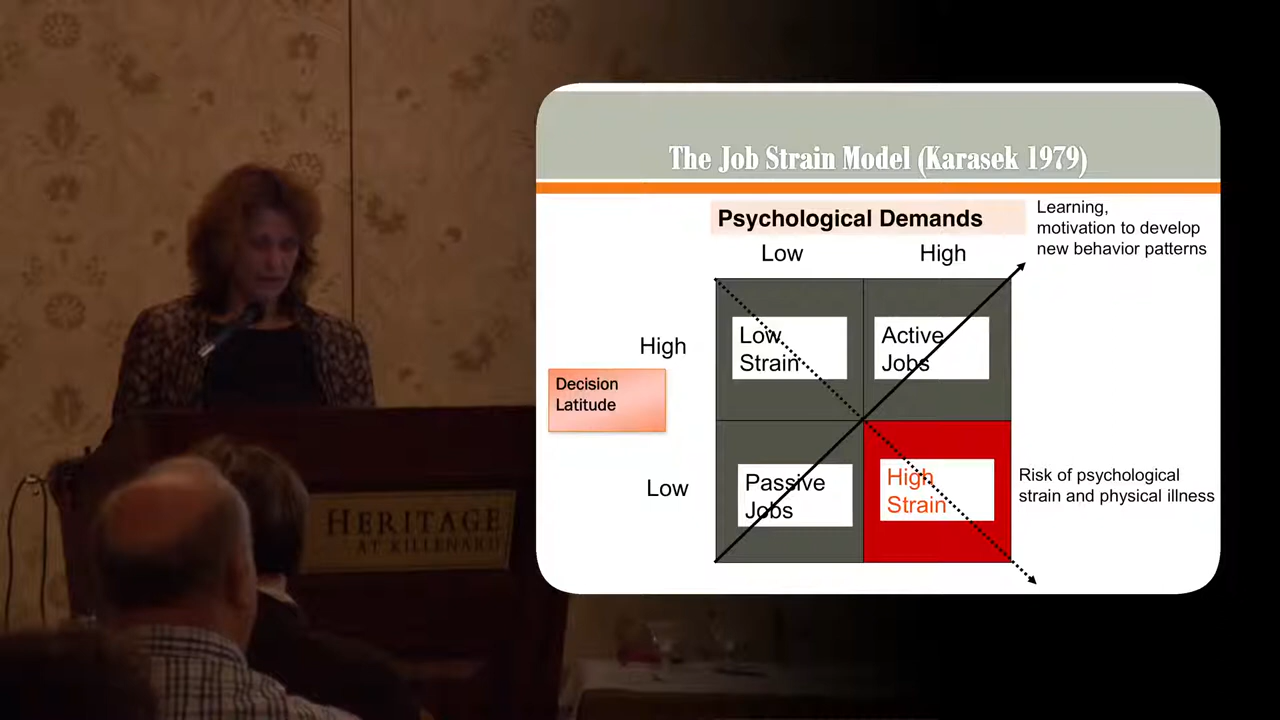 The Job Strain Model (Karasek 1979)
Psychological Demands
Low
High
Learning,
motivation to develop
new behavior patterns
High
Low
Strain
Active
Jobs
Decision
Latitude
Low
Passive
Jobs
High
Strain
Risk of psychological
strain and physical illness
HERITAGE
AT KILLENARD